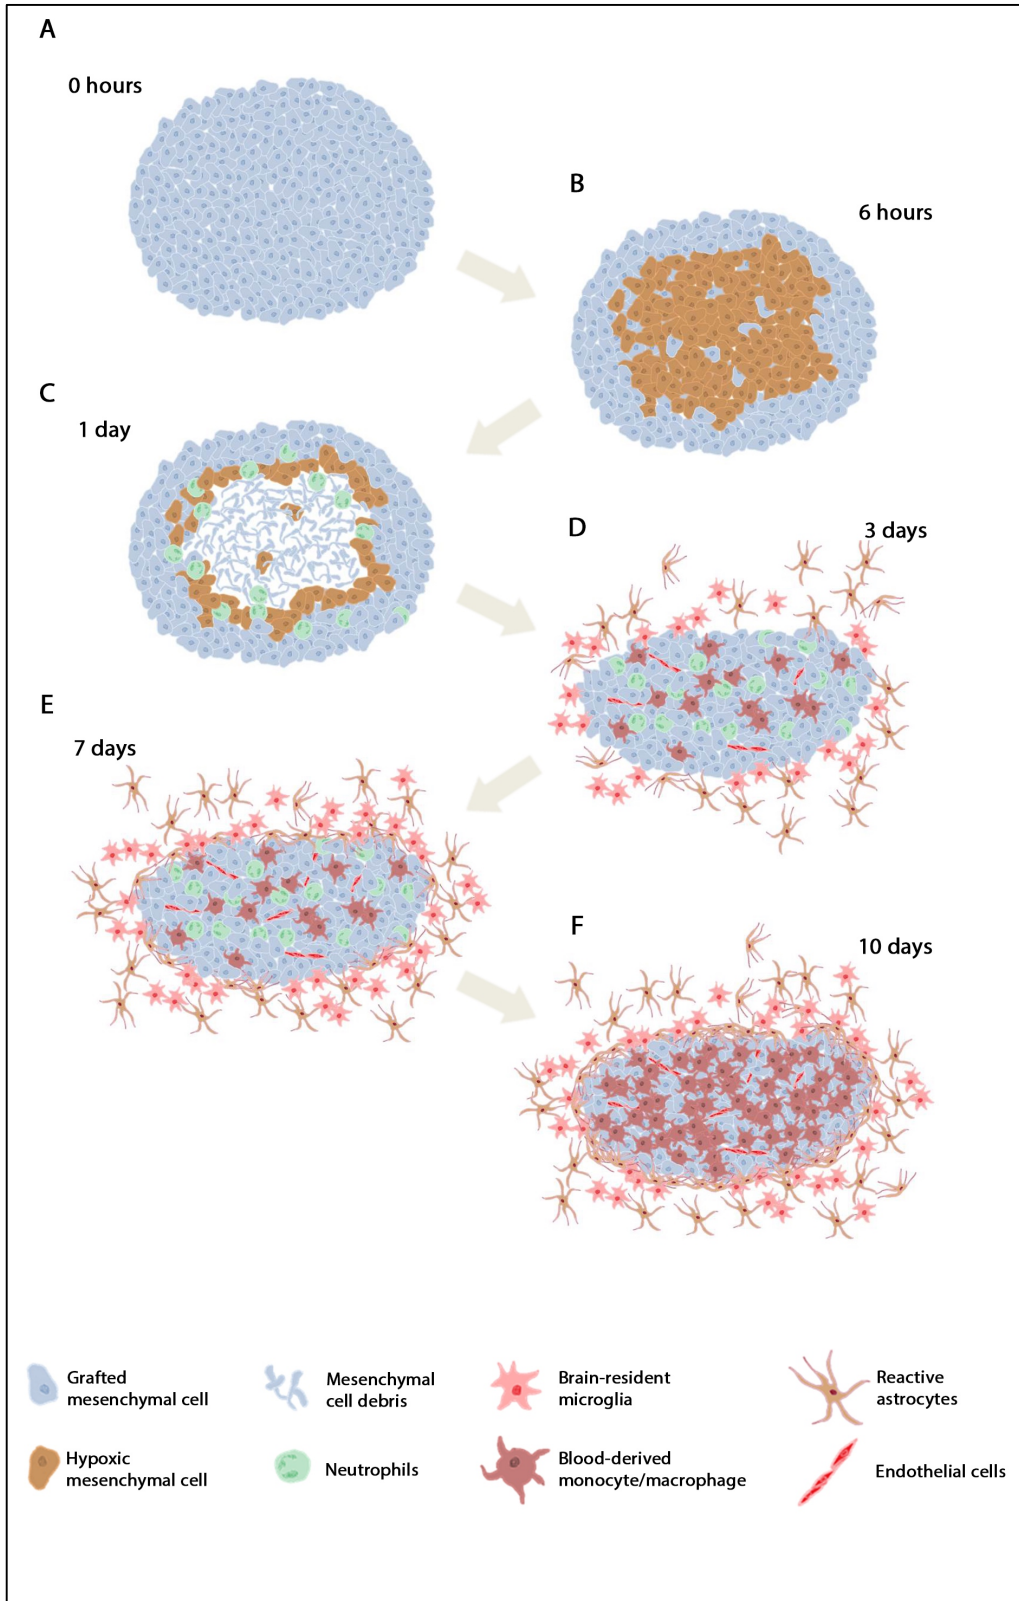 A
0 hours
B
6 hours
C
1 day
D
3 days
E
7 days
F
10 days
Grafted
mesenchymal cell
Mesenchymal
cell debris
Brain-resident
microglia
Reactive
astrocytes
Hypoxic
mesenchymal cell
Neutrophils
Blood-derived
monocyte/macrophage
Endothelial cells